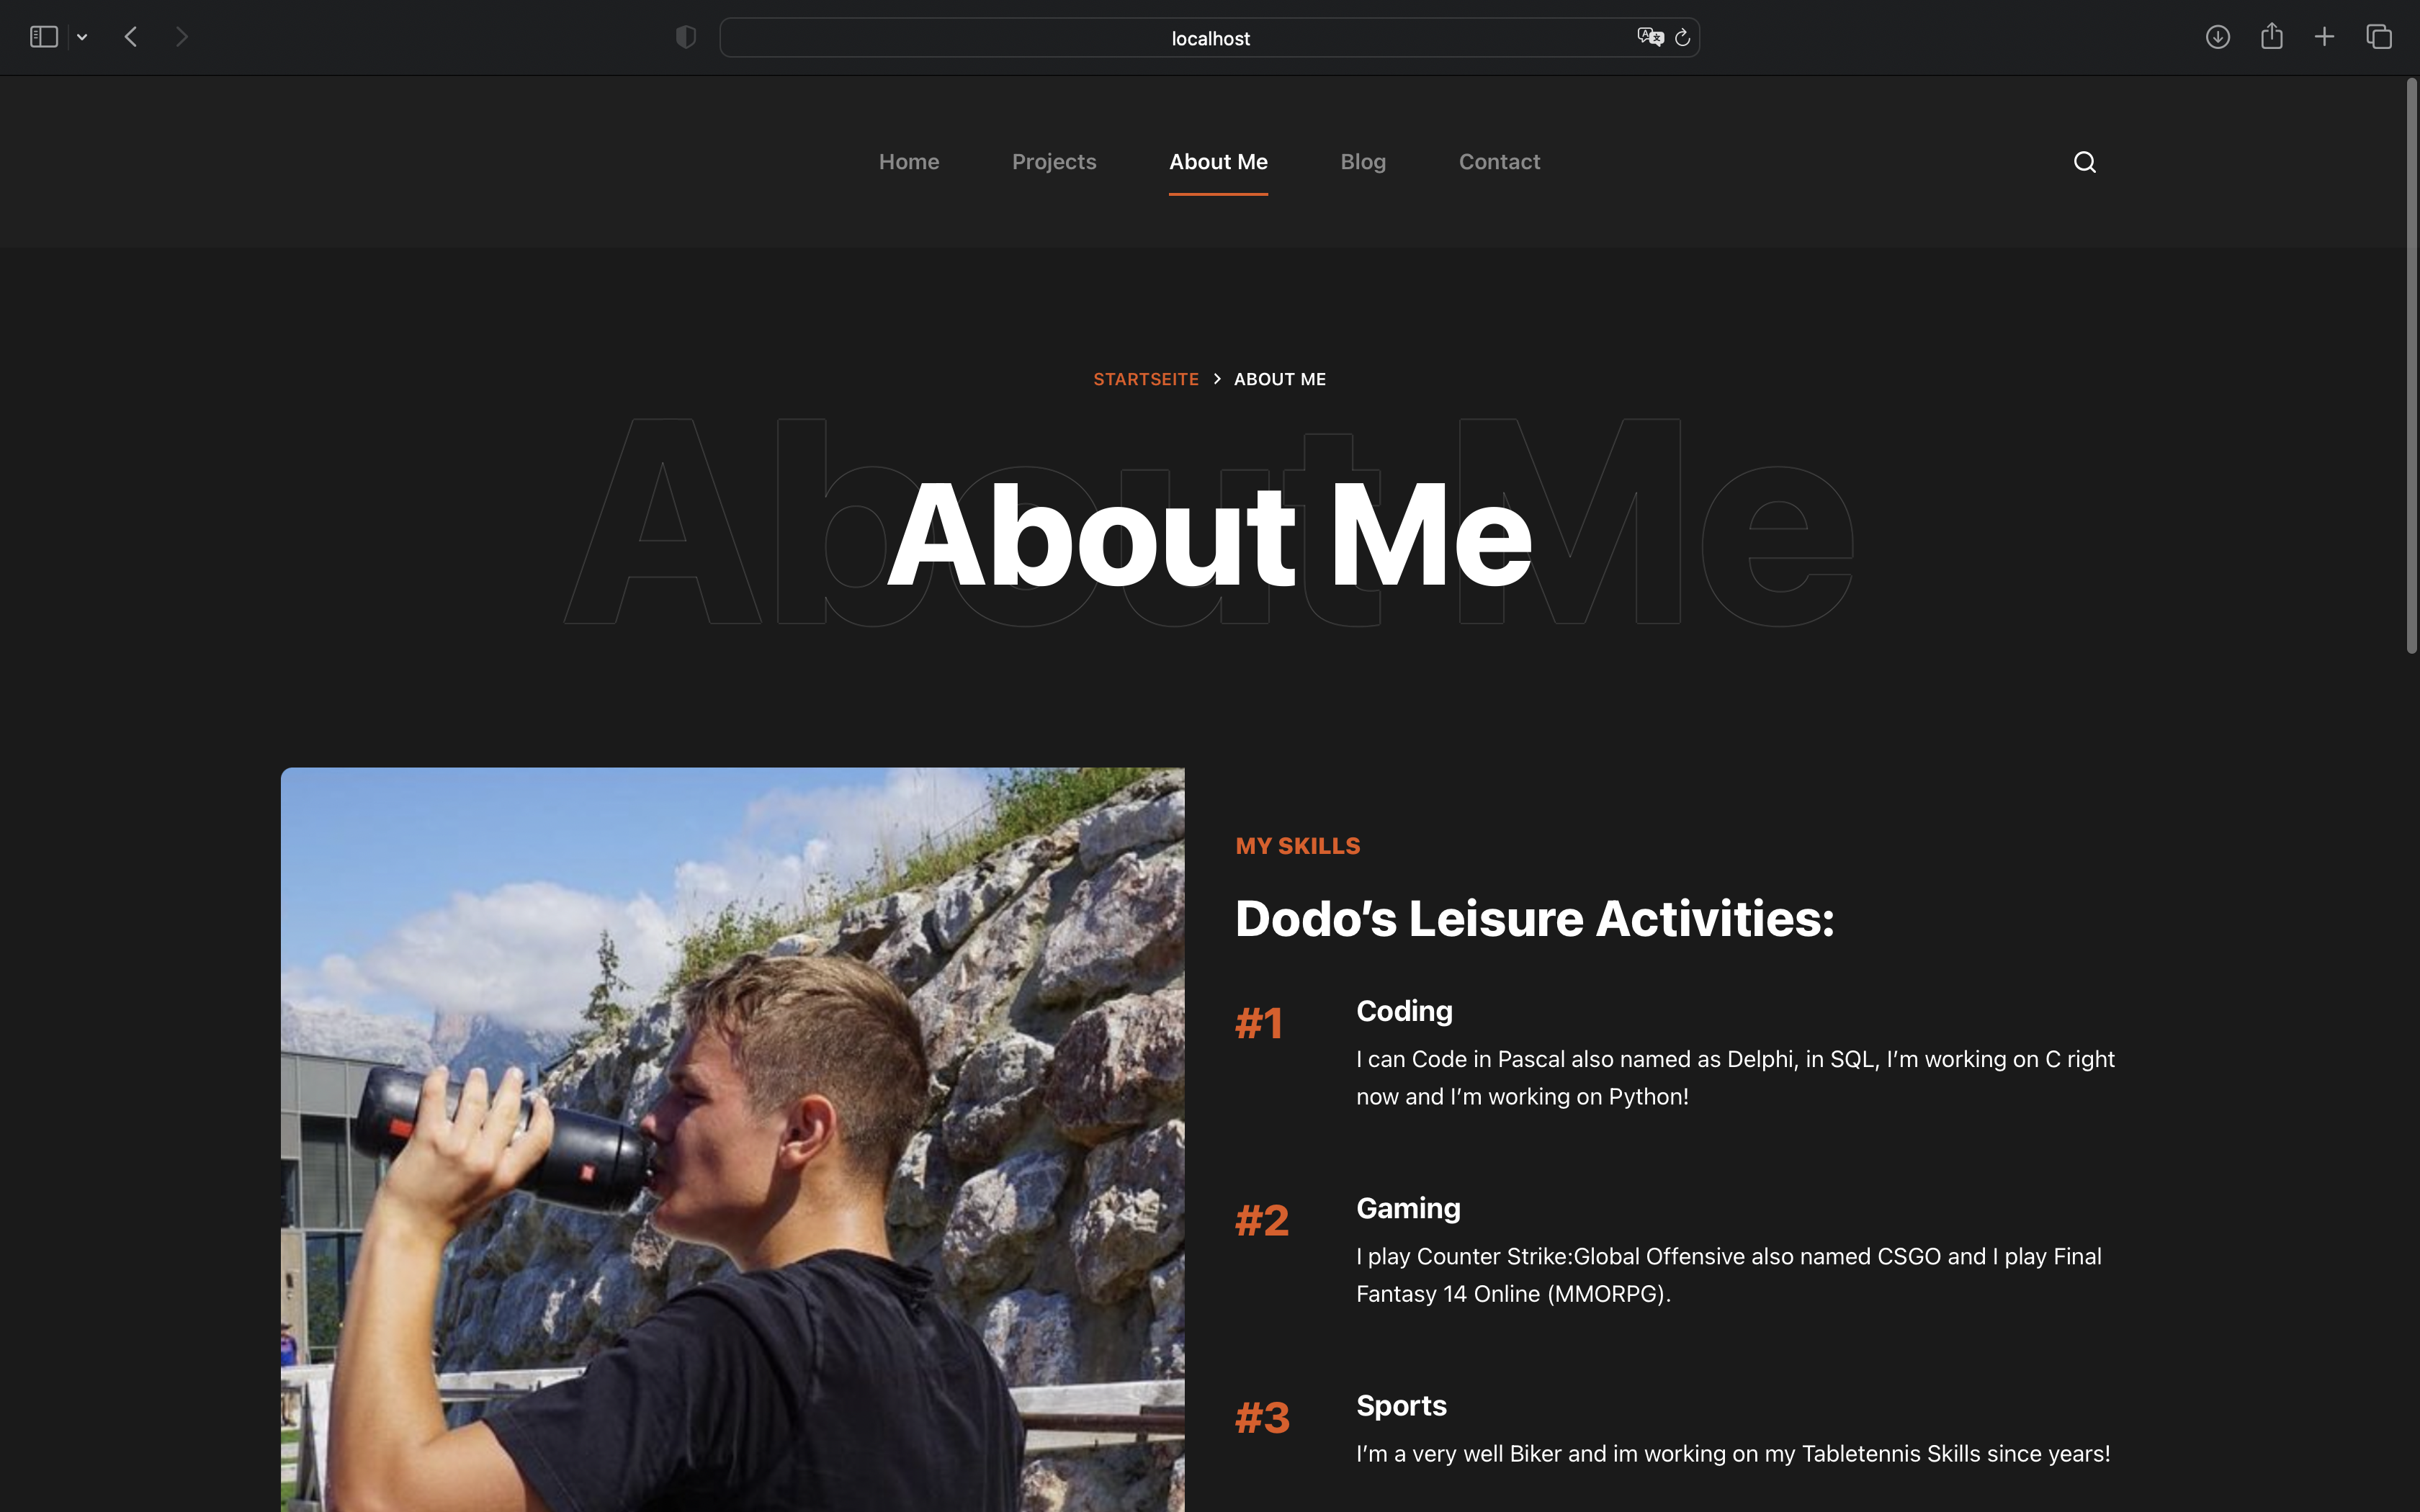 localhost
Home Projects About Me Blog Contact
STARTSEITE > ABOUT ME
About Me
About Me
MY SKILLS
Dodo’s Leisure Activities:
#1 Coding
I can Code in Pascal also named as Delphi, in SQL, I’m working on C right
now and I’m working on Python!
#2 Gaming
I play Counter Strike:Global Offensive also named CSGO and I play Final
Fantasy 14 Online (MMORPG).
#3 Sports
I’m a very well Biker and im working on my Tabletennis Skills since years!